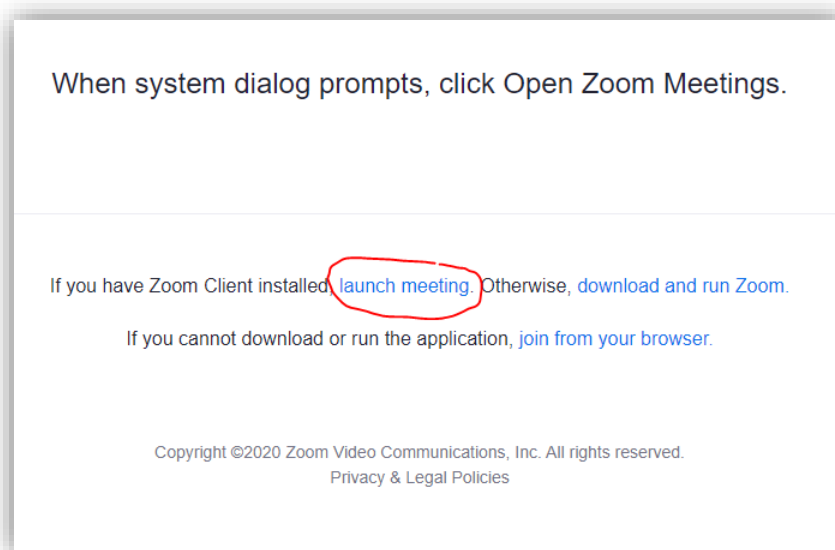 When system dialog prompts, click Open Zoom Meetings.
If you have Zoom Client installed, launch meeting. Otherwise, download and run Zoom.
If you cannot download or run the application, join from your browser.
Copyright ©2020 Zoom Video Communications, Inc. All rights reserved.
Privacy & Legal Policies